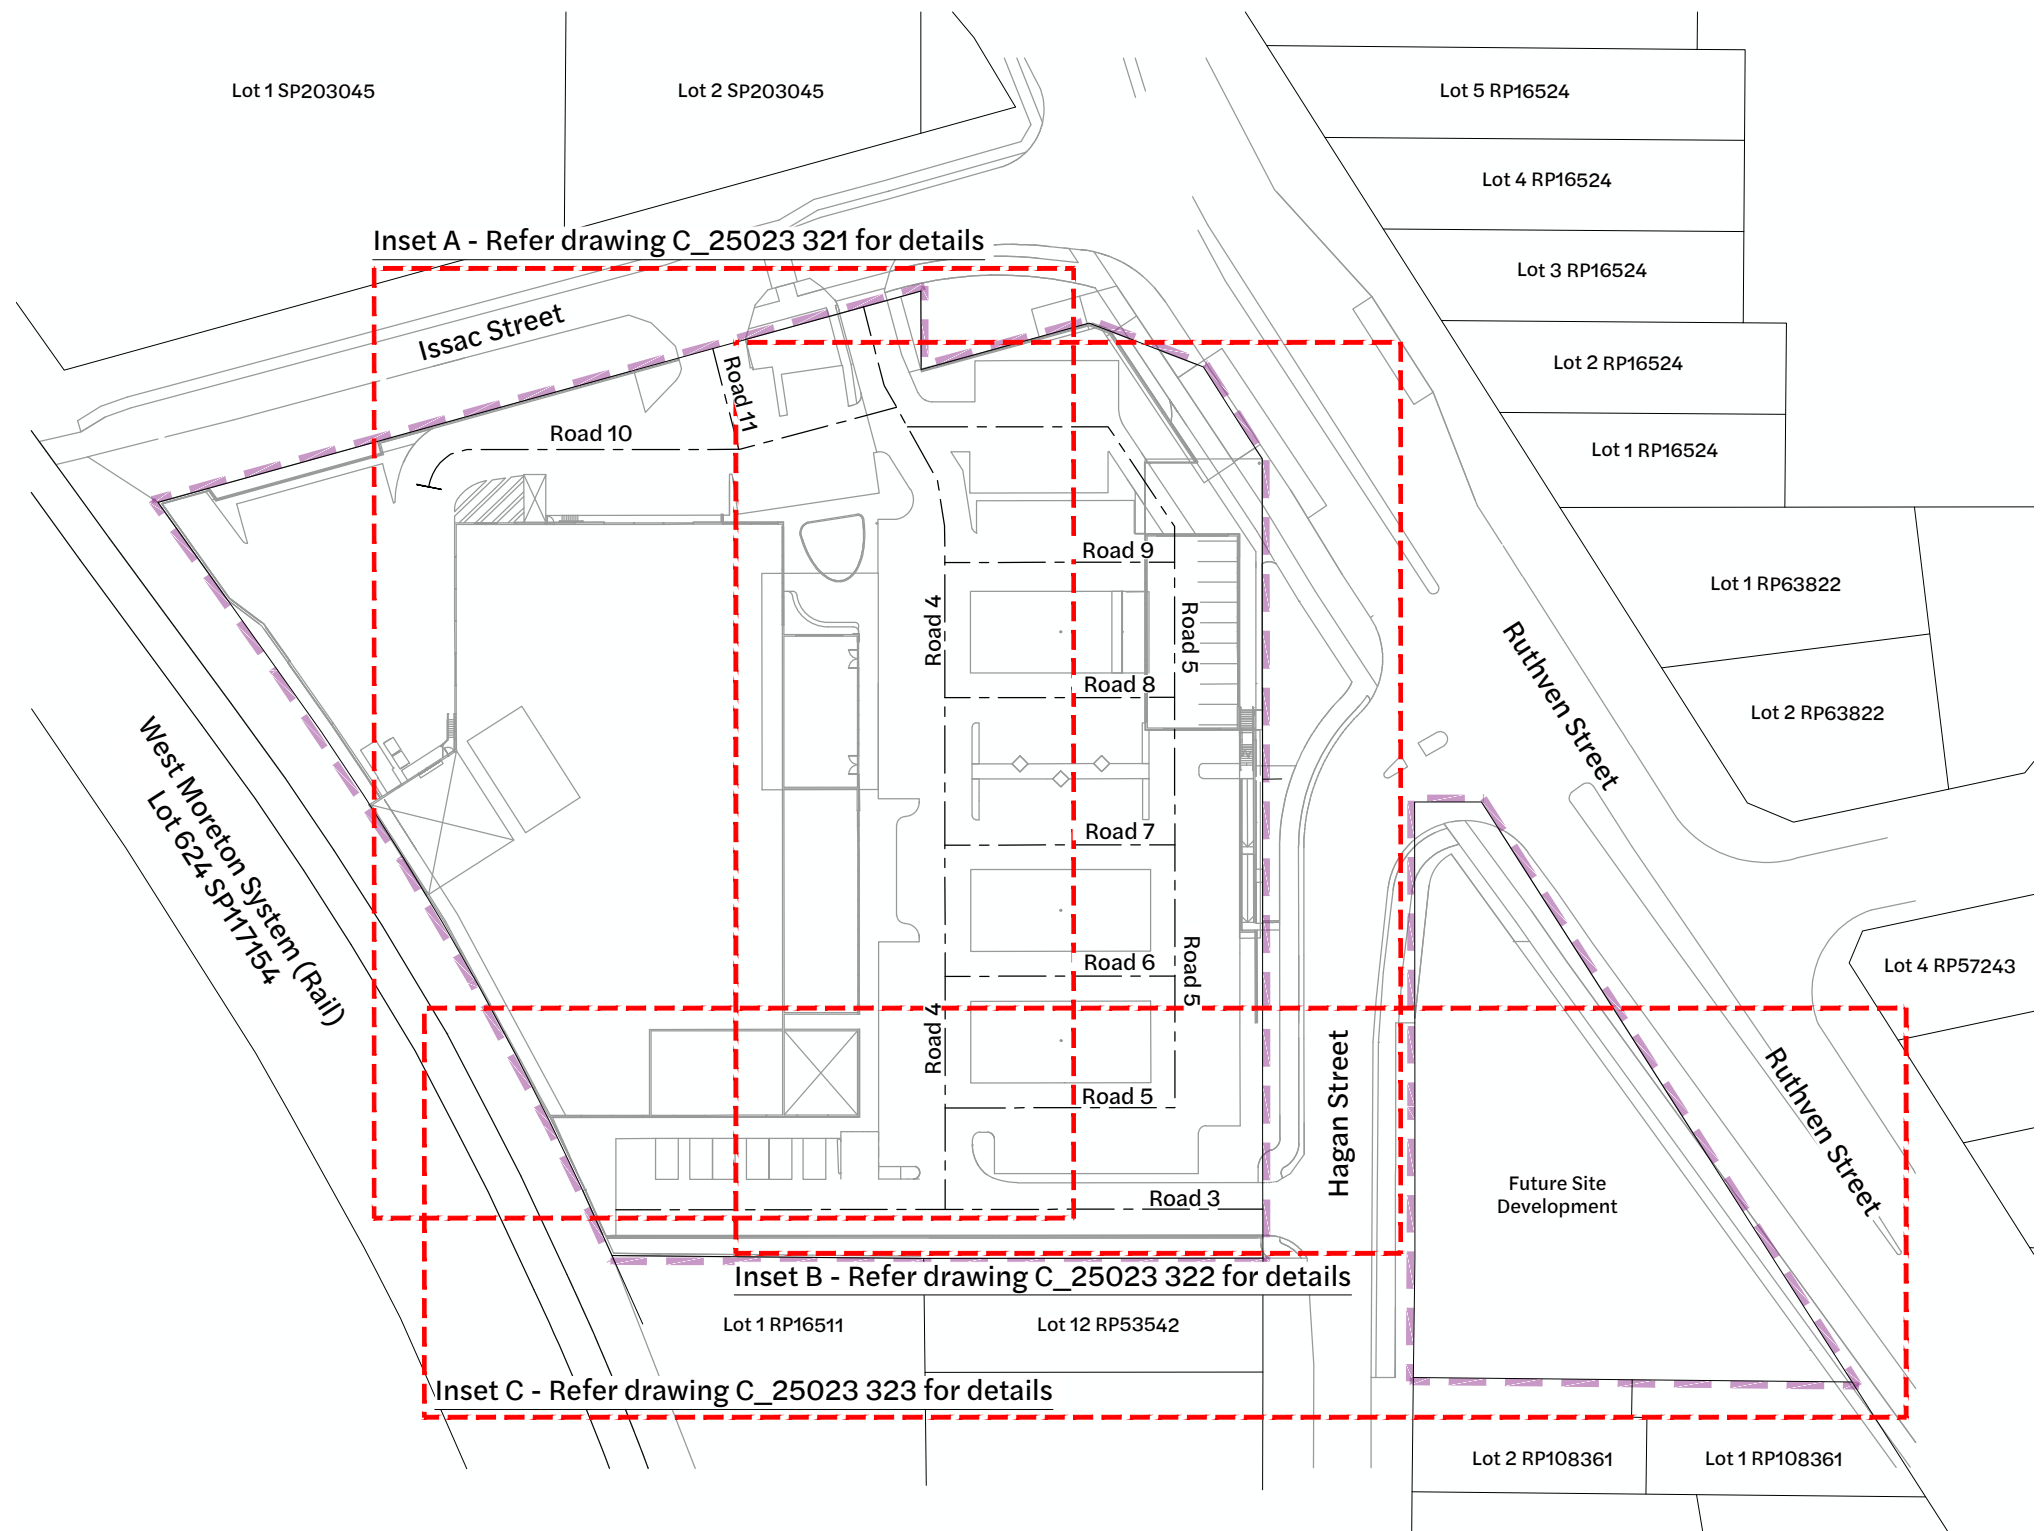 Lot 1 SP203045
Lot 2 SP203045
Lot 5 RP16524
Lot 4 RP16524
Inset A - Refer drawing C_25023 321 for details
Lot 3 RP16524
Issac Street
Lot 2 RP16524
Road 11
Road 10
Lot 1 RP16524
Road 9
Lot 1 RP63822
Road 4
Road 5
Ruthven Street
Road 8
Lot 2 RP63822
West Moreton System (Rail)
Lot 624 SP117154
Road 7
Road 6
Road 5
Lot 4 RP57243
Road 4
Road 5
Hagan Street
Ruthven Street
Future Site
Development
Road 3
Inset B - Refer drawing C_25023 322 for details
Lot 1 RP16511
Lot 12 RP53542
Inset C - Refer drawing C_25023 323 for details
Lot 2 RP108361
Lot 1 RP108361